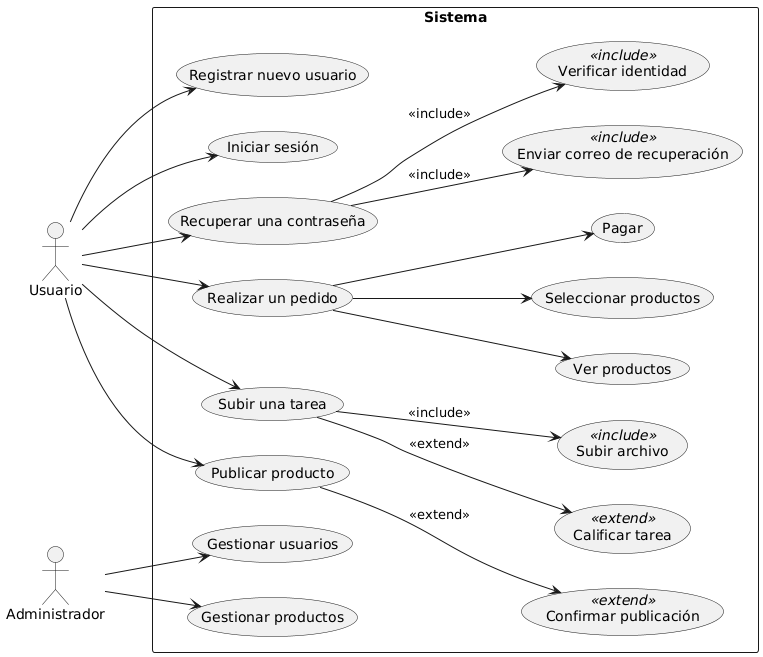 Sistema
Registrar nuevo usuario
Iniciar sesión
Recuperar una contraseña
Realizar un pedido
Subir una tarea
Publicar producto
Gestionar usuarios
Gestionar productos
Usuario
Administrador
«include»
«include»
«include»
«extend»
«extend»
«include»
Verificar identidad
«include»
Enviar correo de recuperación
Pagar
Seleccionar productos
Ver productos
«include»
Subir archivo
«extend»
Calificar tarea
«extend»
Confirmar publicación